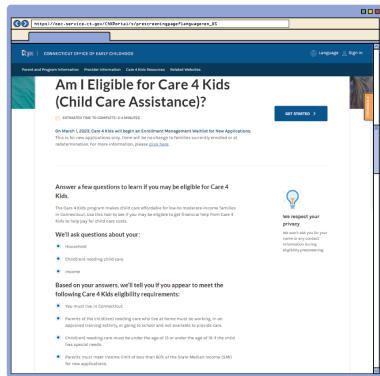 https://oec.service.ct.gov/CNXPortal/s/prescreeningpage?language=en_US
CONNECTICUT OFFICE OF EARLY CHILDHOOD
Language
Sign in
Parent and Program Information Provider Information Care 4 Kids Resources Related Websites
Am I Eligible for Care 4 Kids
(Child Care Assistance)?
ESTIMATED TIME TO COMPLETE: 2-4 MINUTES
GET STARTED >
On March 1, 2023, Care 4 Kids will begin an Enrollment Management Waitlist for New Applications.
This is for new applications only, there will be no change to families currently enrolled or at
redetermination. For more information, please click here.
Answer a few questions to learn if you may be eligible for Care 4
Kids.
The Care 4 Kids program makes child care affordable for low-to moderate-income families
in Connecticut. Use this tool to see if you may be eligible to get financial help from Care 4
Kids to help pay for child care costs.
We'll ask questions about your:
Household
Child(ren) needing child care
Income
We respect your
privacy
We won't ask you for your
name or any contact
information during
eligibility prescreening
Based on your answers, we'll tell you if you appear to meet the
following Care 4 Kids eligibility requirements:
You must live in Connecticut
Parents of the child(ren) needing care who live at home must be working, in an
approved training activity, or going to school and not available to provide care.
Child(ren) needing care must be under the age of 13 or under the age of 19 if the child
has special needs.
Parents must meet income limit of less than 60% of the State Median Income (SMI)
for new applications.